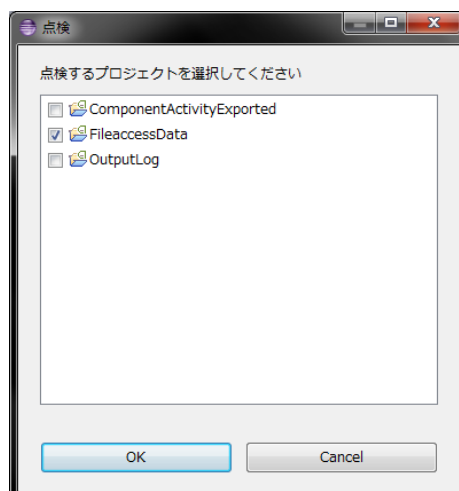 点検
点検するプロジェクトを選択してください
ComponentActivityExported
FileaccessData
OutputLog
OK
Cancel